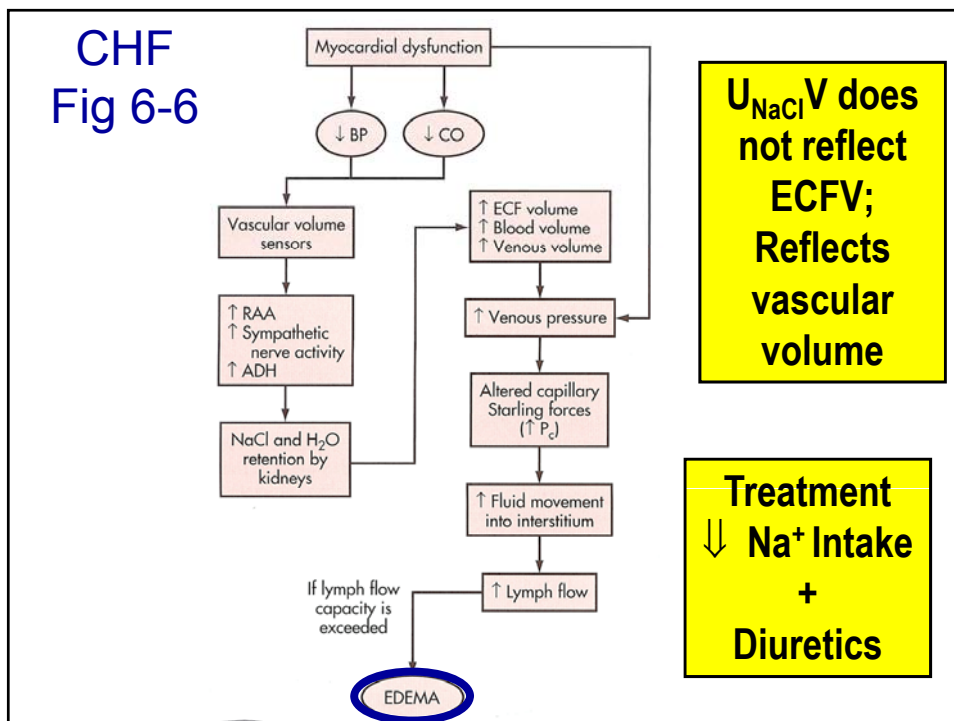 CHF
Fig 6-6
Myocardial dysfunction
↓ BP
↓ CO
Vascular volume
sensors
↑ RAA
↑ Sympathetic
nerve activity
↑ ADH
NaCl and H₂O
retention by
kidneys
↑ ECF volume
↑ Blood volume
↑ Venous volume
↑ Venous pressure
Altered capillary
Starling forces
(↑ Pc)
↑ Fluid movement
into interstitium
↑ Lymph flow
If lymph flow
capacity is
exceeded
EDEMA
UNaClV does
not reflect
ECFV;
Reflects
vascular
volume
Treatment
⇓ Na⁺ Intake
+
Diuretics